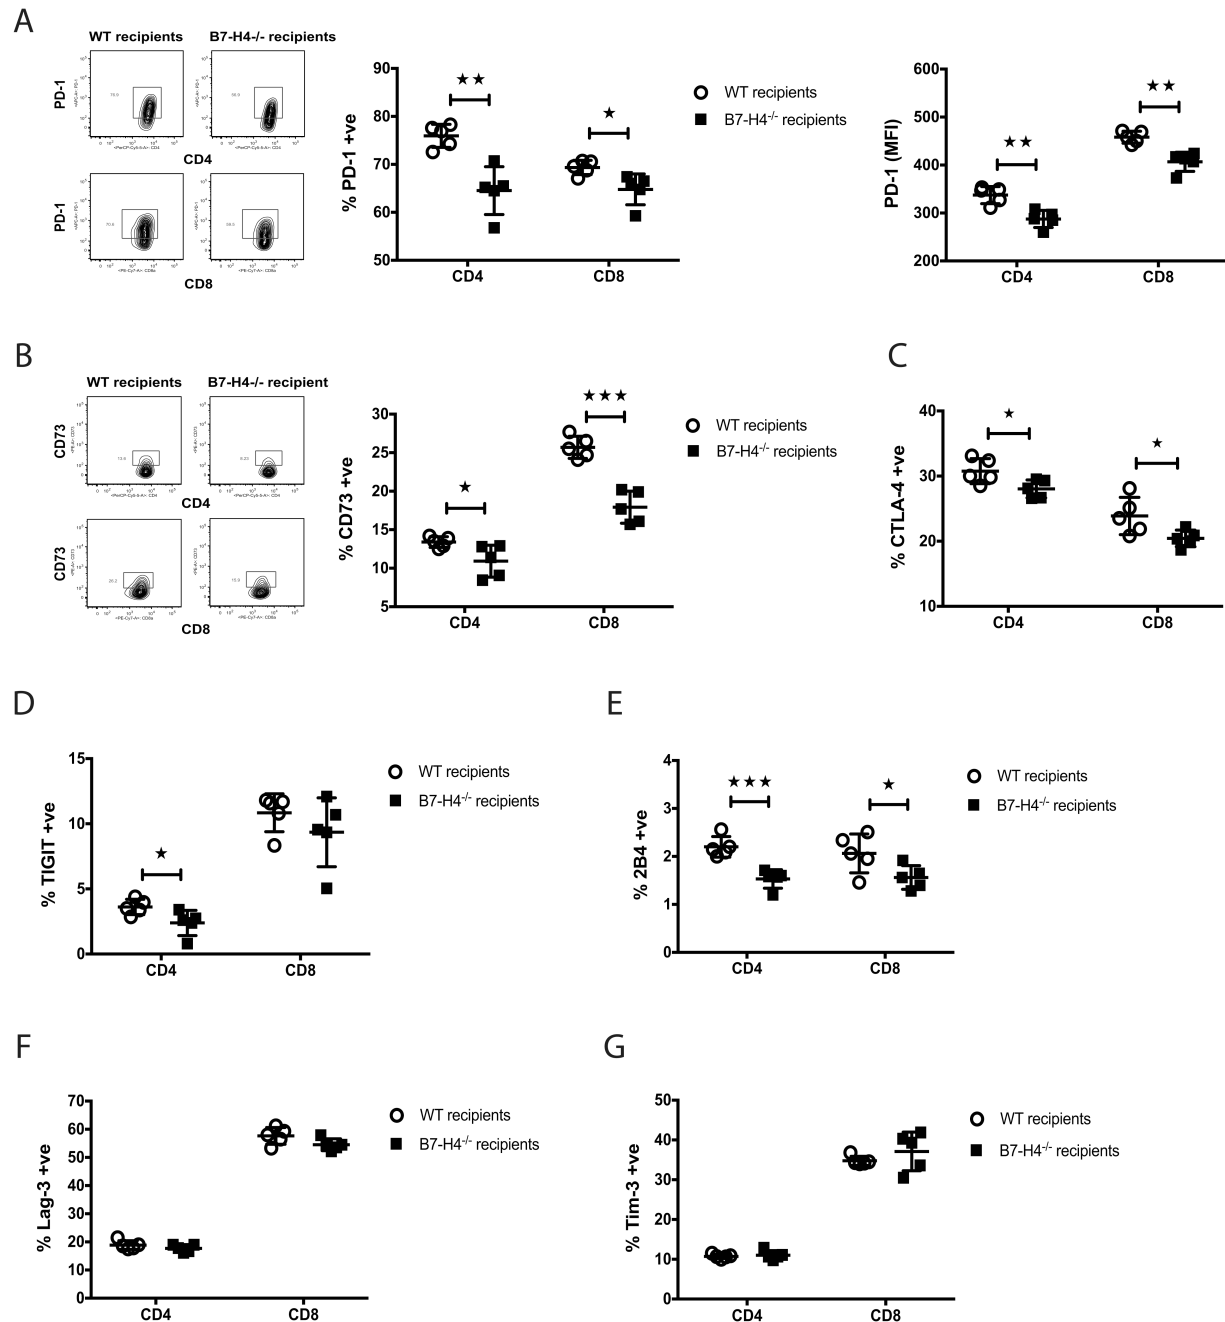 A
WT recipients
B7-H4-/- recipients
PD-1
CD4
PD-1
CD8
% PD-1 +ve
90
80
70
60
50
★★
★
CD4
CD8
WT recipients
B7-H4-/- recipients
PD-1 (MFI)
600
500
400
300
200
★★
★★
CD4
CD8
B
WT recipients
B7-H4-/- recipient
CD73
CD4
CD73
CD8
% CD73 +ve
30
25
20
15
10
5
★
★★★
CD4
CD8
WT recipients
B7-H4-/- recipients
C
% CTLA-4 +ve
40
30
20
10
★
★
CD4
CD8
D
% TIGIT +ve
15
10
5
0
★
CD4
CD8
WT recipients
B7-H4-/- recipients
E
% 2B4 +ve
4
3
2
1
0
★★★
★
CD4
CD8
WT recipients
B7-H4-/- recipients
F
% Lag-3 +ve
70
60
50
40
30
20
10
0
CD4
CD8
WT recipients
B7-H4-/- recipients
G
% Tim-3 +ve
50
40
30
20
10
0
CD4
CD8
WT recipients
B7-H4-/- recipients